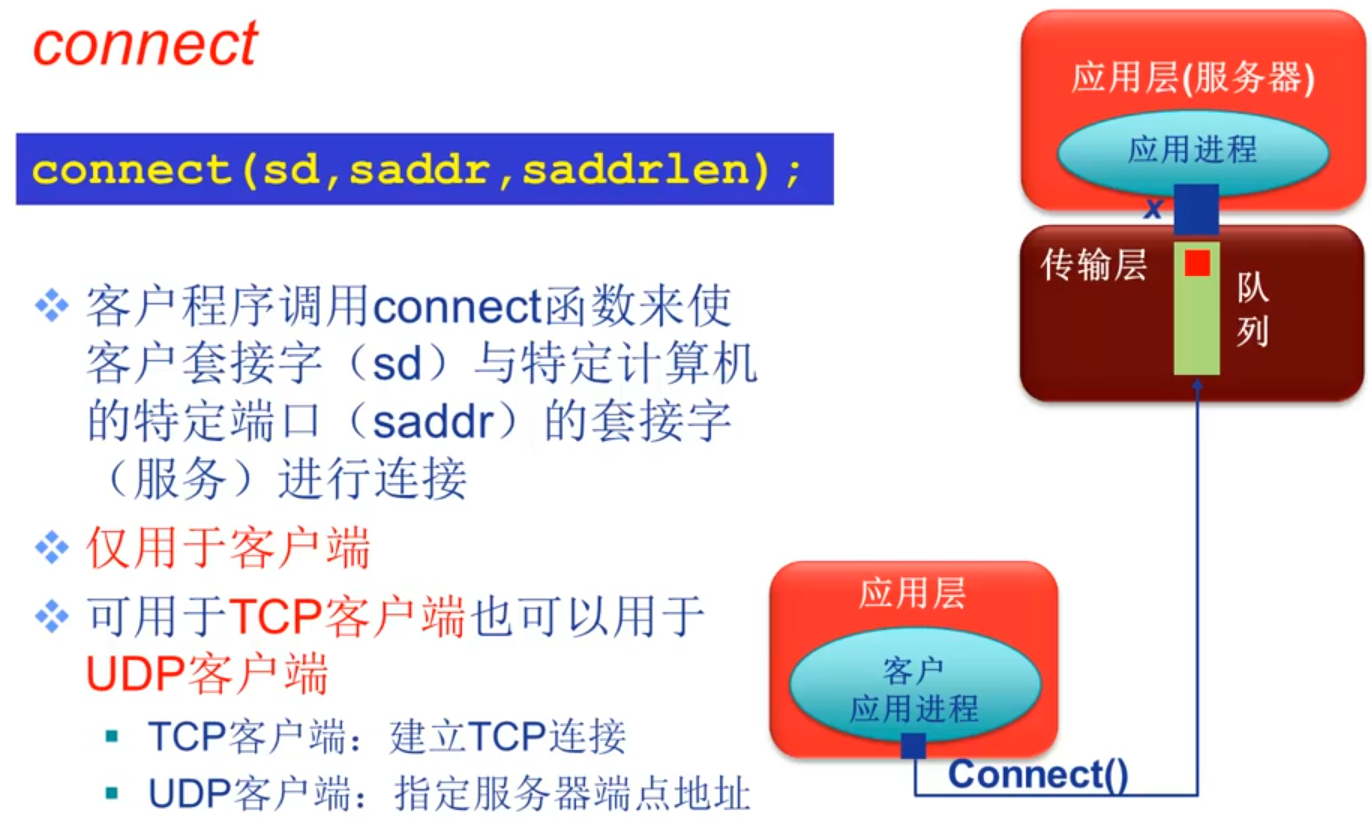 connect
connect(sd,saddr,saddrlen);
客户程序调用connect函数来使
客户套接字（sd）与特定计算机
的特定端口（saddr）的套接字
（服务）进行连接
仅用于客户端
可用于TCP客户端也可以用于
UDP客户端
TCP客户端：建立TCP连接
UDP客户端：指定服务器端点地址
应用层(服务器)
应用进程
x
传输层
队
列
应用层
客户
应用进程
Connect()